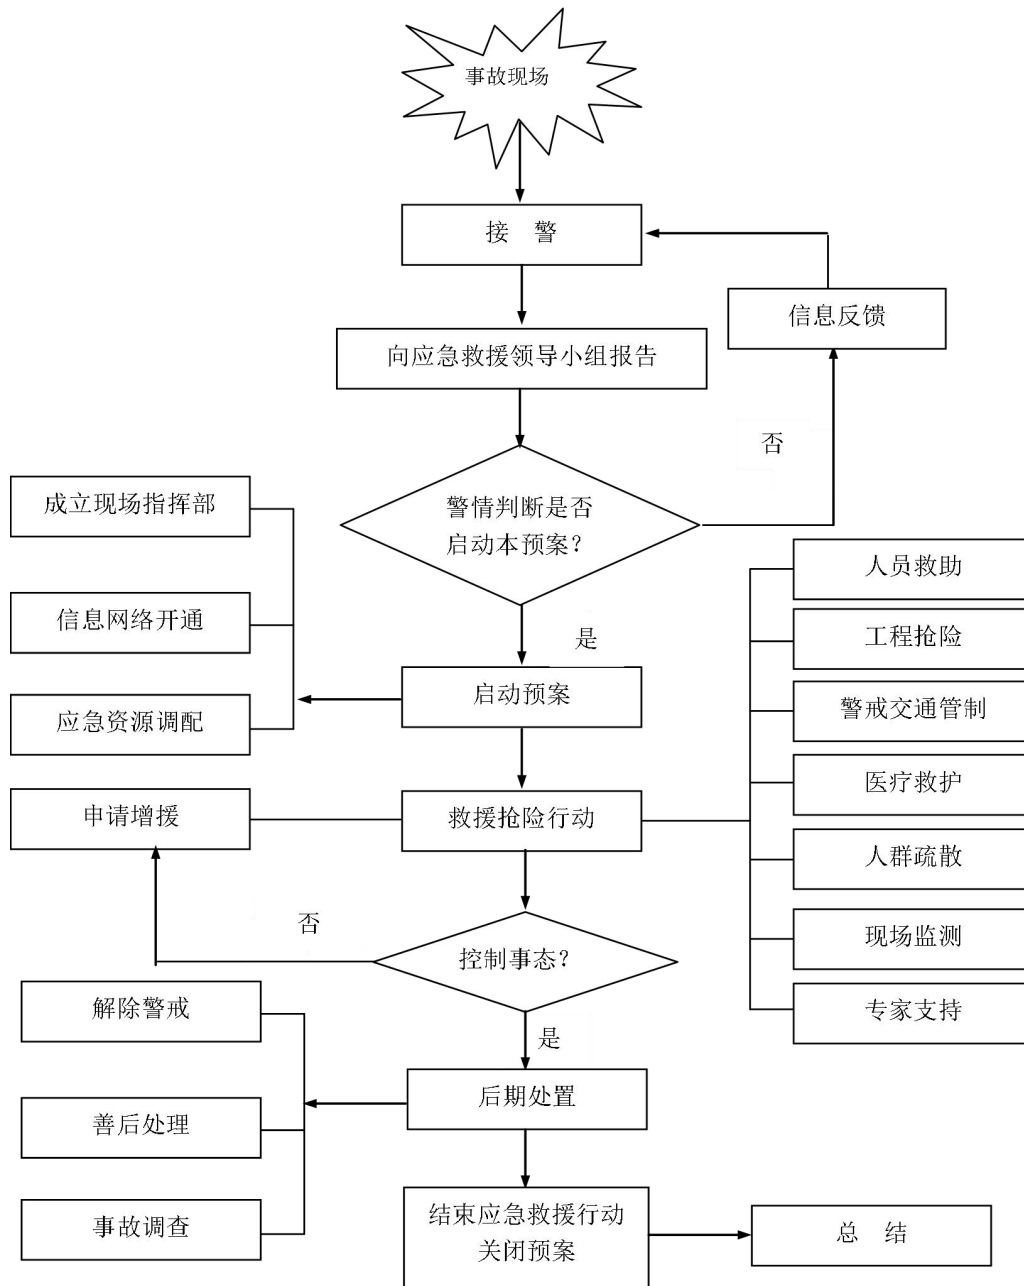 事故现场
接 警
信息反馈
向应急救援领导小组报告
否
成立现场指挥部
警情判断是否
启动本预案?
人员救助
信息网络开通
工程抢险
是
启动预案
警戒交通管制
应急资源调配
医疗救护
申请增援
救援抢险行动
人群疏散
否
现场监测
控制事态?
解除警戒
专家支持
是
后期处置
善后处理
结束应急救援行动
关闭预案
事故调查
总 结